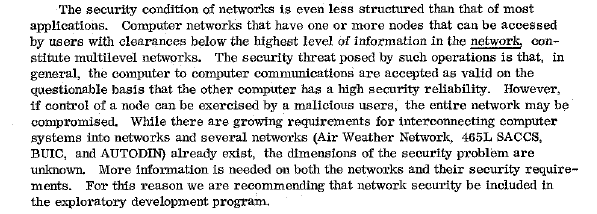 The security condition of networks is even less structured than that of most
applications. Computer networks that have one or more nodes that can be accessed
by users with clearances below the highest level of information in the network, con-
stitute multilevel networks. The security threat posed by such operations is that, in
general, the computer to computer communications are accepted as valid on the
questionable basis that the other computer has a high security reliability. However,
if control of a node can be exercised by a malicious users, the entire network may be
compromised. While there are growing requirements for interconnecting computer
systems into networks and several networks (Air Weather Network, 465L SACCS,
BUIC, and AUTODIN) already exist, the dimensions of the security problem are
unknown. More information is needed on both the networks and their security require-
ments. For this reason we are recommending that network security be included in
the exploratory development program.